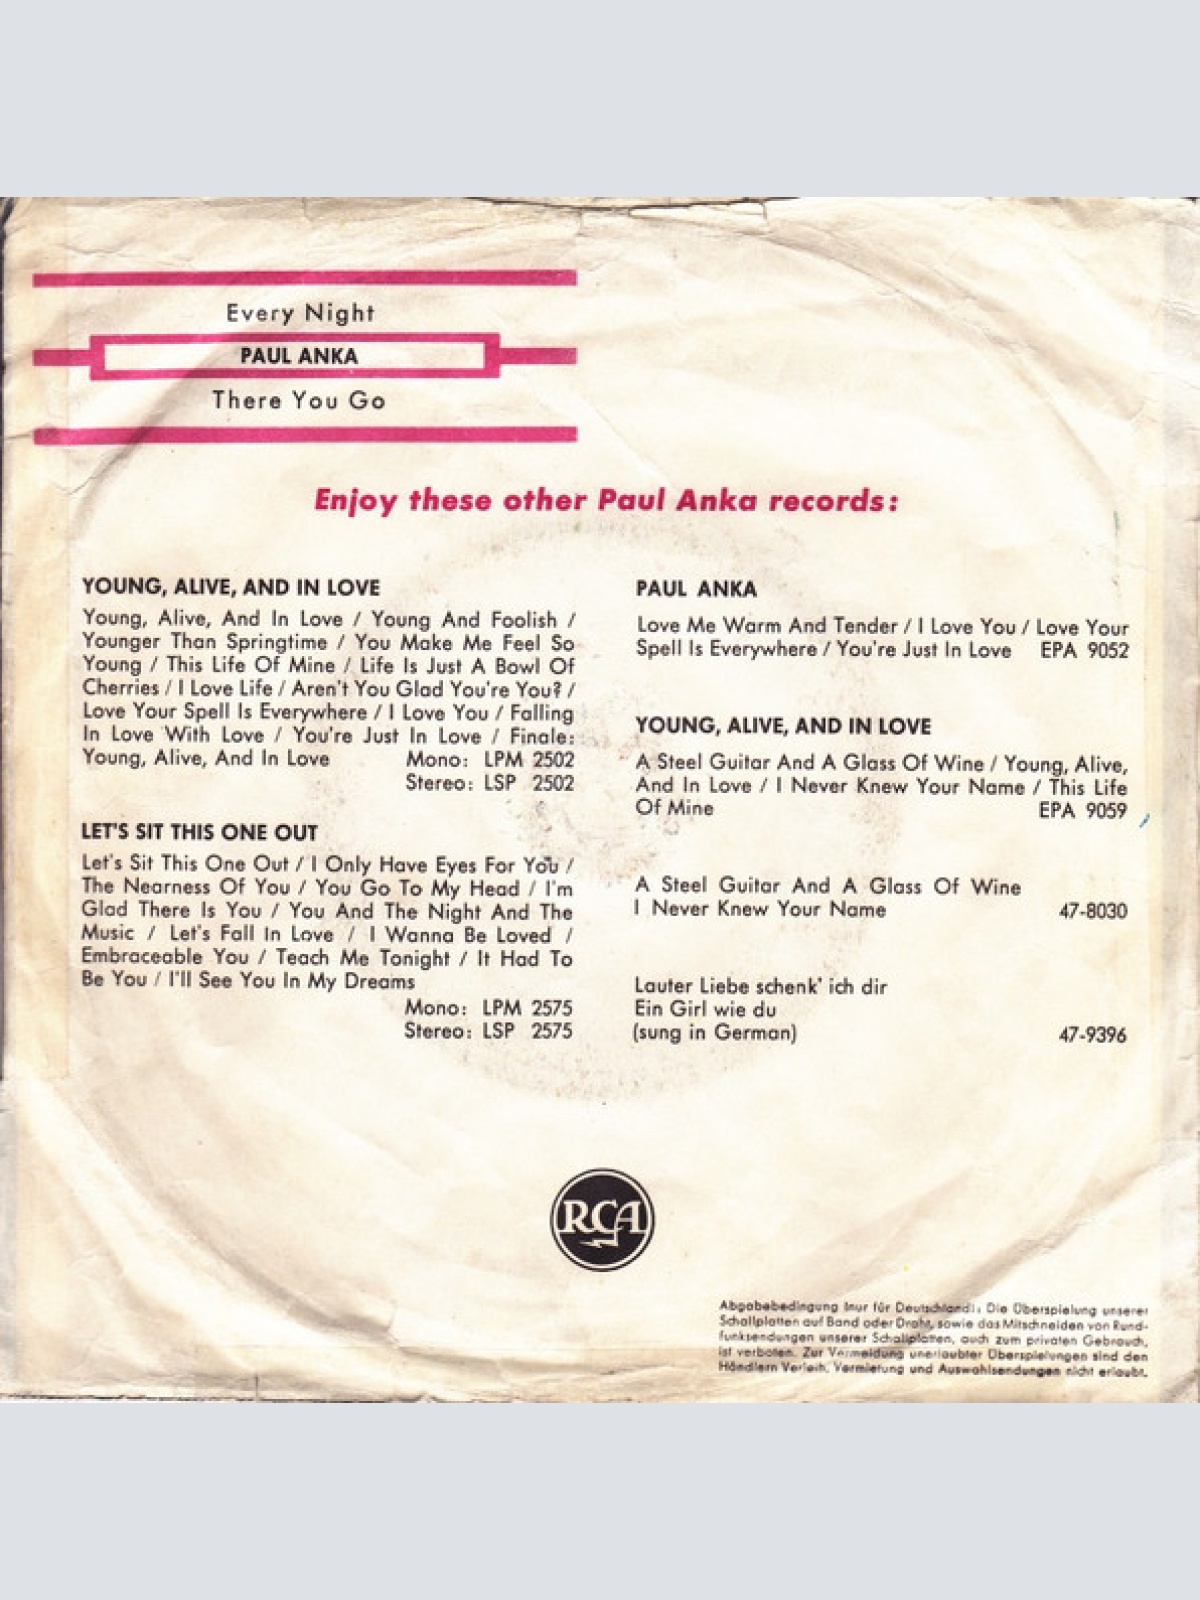 Every Night
PAUL ANKA
There You Go
Enjoy these other Paul Anka records:
YOUNG, ALIVE, AND IN LOVE
Young, Alive, And In Love / Young And Foolish /
Younger Than Springtime / You Make Me Feel So
Young / This Life Of Mine / Life Is Just A Bowl Of
Cherries / I Love Life / Aren't You Glad You're You? /
Love Your Spell Is Everywhere / I Love You / Falling
In Love With Love / You're Just In Love / Finale:
Young, Alive, And In Love Mono: LPM 2502
Stereo: LSP 2502
LET'S SIT THIS ONE OUT
Let's Sit This One Out / I Only Have Eyes For You /
The Nearness Of You / You Go To My Head / I'm
Glad There Is You / You And The Night And The
Music / Let's Fall In Love / I Wanna Be Loved /
Embraceable You / Teach Me Tonight / It Had To
Be You / I'll See You In My Dreams
Mono: LPM 2575
Stereo: LSP 2575
PAUL ANKA
Love Me Warm And Tender / I Love You / Love Your
Spell Is Everywhere / You're Just In Love EPA 9052
YOUNG, ALIVE, AND IN LOVE
A Steel Guitar And A Glass Of Wine / Young, Alive,
And In Love / I Never Knew Your Name / This Life
Of Mine EPA 9059
A Steel Guitar And A Glass Of Wine
I Never Knew Your Name 47-8030
Lauter Liebe schenk' ich dir
Ein Girl wie du
(sung in German) 47-9396
RCA
Abgabebedingung (nur für Deutschland): Die Überspielung unserer
Schallplatten auf Band oder Draht, sowie das Mitschneiden von Rund-
funksendungen unserer Schallplatten, auch zum privaten Gebrauch,
ist verboten. Zur Vermeidung unerlaubter Überspielungen sind den
Händlern Verleih, Vermietung und Auswahlsendungen nicht erlaubt.